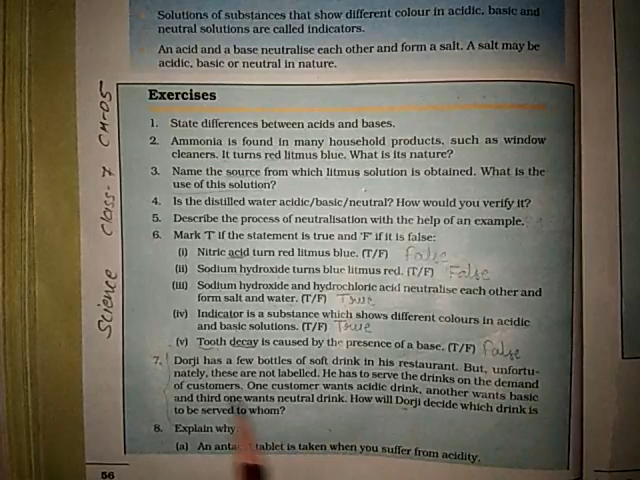 Solutions of substances that show different colour in acidic, basic and
neutral solutions are called indicators.
An acid and a base neutralise each other and form a salt. A salt may be
acidic, basic or neutral in nature.
Science Class-7 CH-05
Exercises
1. State differences between acids and bases.
2. Ammonia is found in many household products, such as window
cleaners. It turns red litmus blue. What is its nature?
3. Name the source from which litmus solution is obtained. What is the
use of this solution?
4. Is the distilled water acidic/basic/neutral? How would you verify it?
5. Describe the process of neutralisation with the help of an example.
6. Mark 'T' if the statement is true and 'F' if it is false:
(i) Nitric acid turn red litmus blue. (T/F) False
(ii) Sodium hydroxide turns blue litmus red. (T/F) False
(iii) Sodium hydroxide and hydrochloric acid neutralise each other and
form salt and water. (T/F) True
(iv) Indicator is a substance which shows different colours in acidic
and basic solutions. (T/F) True
(v) Tooth decay is caused by the presence of a base. (T/F) False
7. Dorji has a few bottles of soft drink in his restaurant. But, unfortu-
nately, these are not labelled. He has to serve the drinks on the demand
of customers. One customer wants acidic drink, another wants basic
and third one wants neutral drink. How will Dorji decide which drink is
to be served to whom?
8. Explain why
(a) An tablet is taken when you suffer from acidity.
56